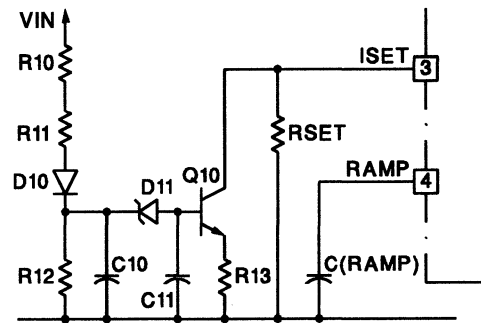 VIN
R10
R11
D10
R12
C10
D11
C11
Q10
R13
RSET
ISET
3
RAMP
4
C(RAMP)